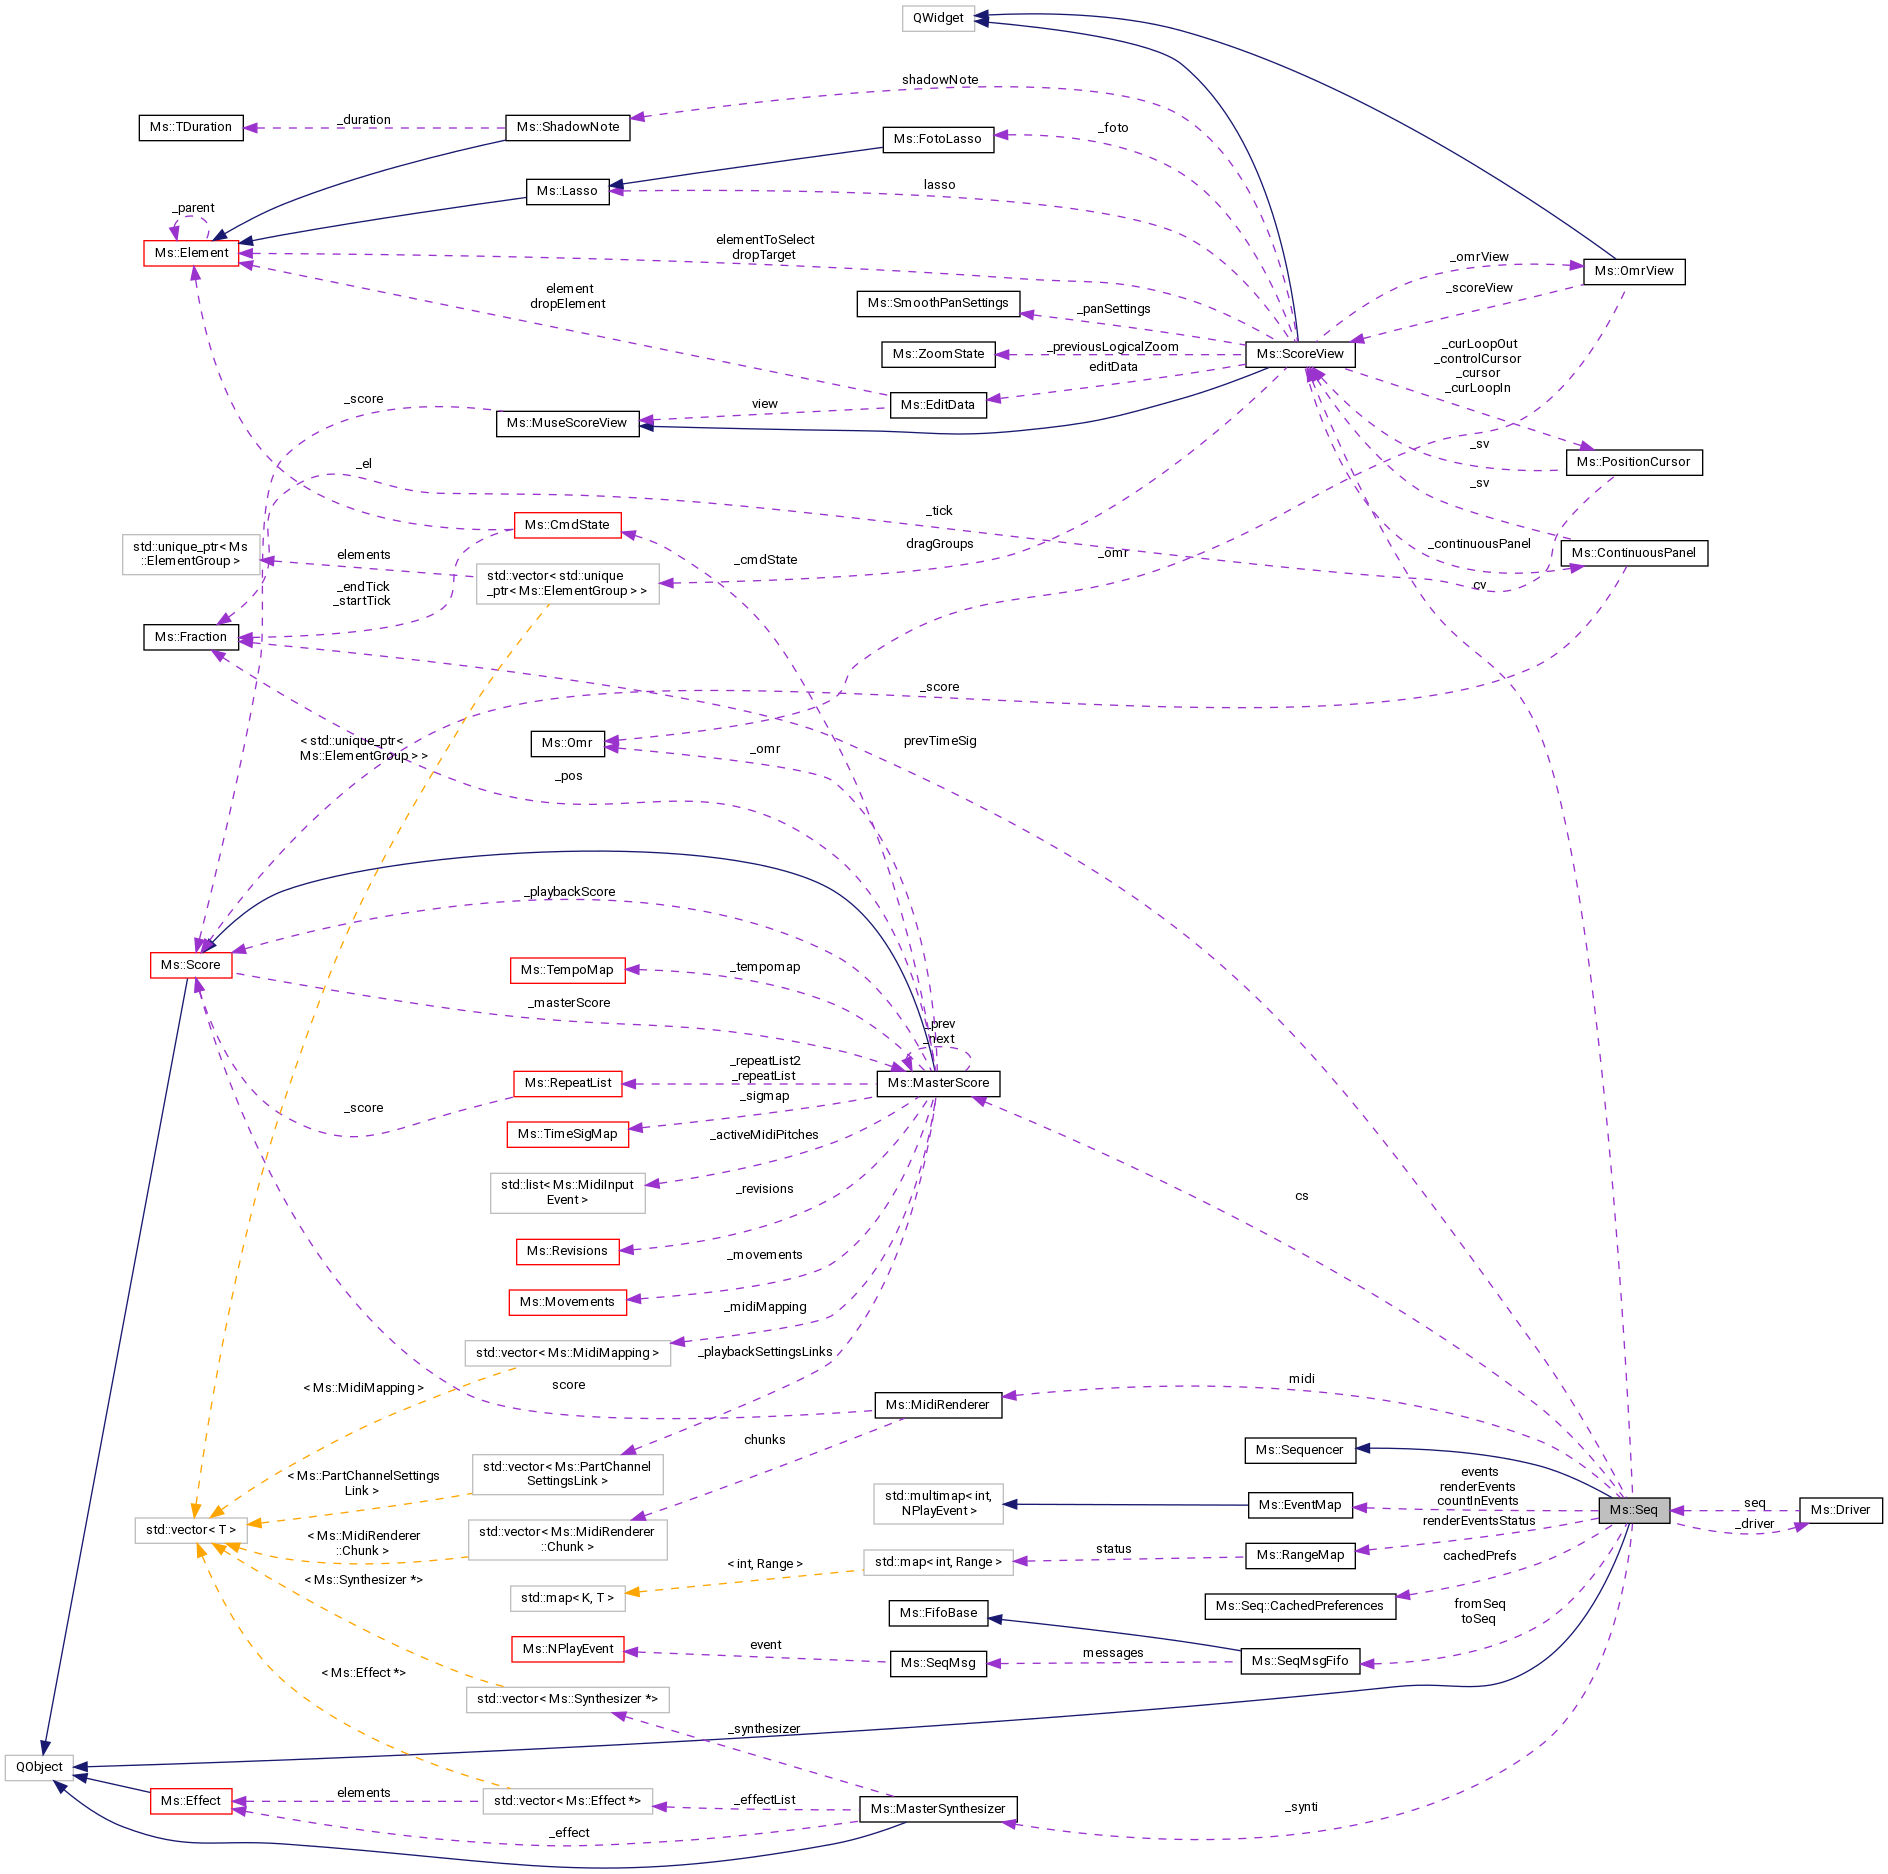 QWidget
shadowNote
Ms::TDuration
_duration
Ms::ShadowNote
_foto
Ms::FotoLasso
Ms::Lasso
lasso
_parent
Ms::Element
elementToSelect
dropTarget
_omrView
Ms::OmrView
element
dropElement
Ms::SmoothPanSettings
_panSettings
_scoreView
Ms::ZoomState
_previousLogicalZoom
Ms::ScoreView
_curLoopOut
_controlCursor
_cursor
_curLoopIn
editData
_score
view
Ms::EditData
Ms::MuseScoreView
_el
_sv
Ms::PositionCursor
_sv
_tick
Ms::CmdState
std::unique_ptr< Ms
::ElementGroup >
elements
_cmdState
dragGroups
_omr
_continuousPanel
Ms::ContinuousPanel
std::vector< std::unique
_ptr< Ms::ElementGroup > >
_cv
_endTick
_startTick
Ms::Fraction
_score
< std::unique_ptr<
Ms::ElementGroup > >
Ms::Omr
_omr
prevTimeSig
_pos
_playbackScore
Ms::Score
Ms::TempoMap
_tempomap
_masterScore
_prev
_next
_repeatList2
_repeatList
Ms::RepeatList
Ms::MasterScore
_sigmap
_score
Ms::TimeSigMap
_activeMidiPitches
std::list< Ms::MidiInput
Event >
_revisions
cs
Ms::Revisions
_movements
Ms::Movements
_midiMapping
std::vector< Ms::MidiMapping >
_playbackSettingsLinks
< Ms::MidiMapping >
score
midi
Ms::MidiRenderer
chunks
Ms::Sequencer
< Ms::PartChannelSettings
Link >
std::vector< Ms::PartChannel
SettingsLink >
events
renderEvents
countInEvents
std::multimap< int,
NPlayEvent >
Ms::EventMap
Ms::Seq
seq
Ms::Driver
_driver
renderEventsStatus
std::vector< T >
< Ms::MidiRenderer
::Chunk >
std::vector< Ms::MidiRenderer
::Chunk >
status
Ms::RangeMap
cachedPrefs
< int, Range >
std::map< int, Range >
< Ms::Synthesizer *>
std::map< K, T >
Ms::Seq::CachedPreferences
Ms::FifoBase
fromSeq
toSeq
Ms::NPlayEvent
event
Ms::SeqMsg
messages
Ms::SeqMsgFifo
< Ms::Effect *>
std::vector< Ms::Synthesizer *>
_synthesizer
QObject
Ms::Effect
elements
std::vector< Ms::Effect *>
_effectList
Ms::MasterSynthesizer
_synti
_effect